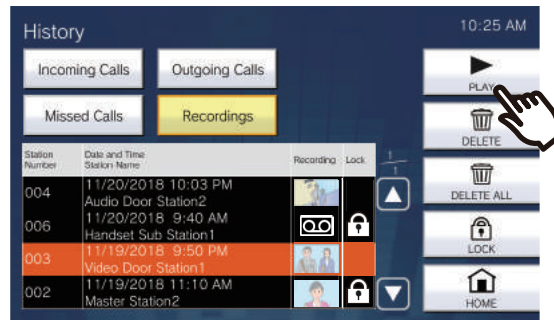 History
10:25 AM
Incoming Calls
Outgoing Calls
Missed Calls
Recordings
PLAY
DELETE
DELETE ALL
LOCK
HOME
Station Number
Date and Time
Station Name
Recording
Lock
1
1
004
11/20/2018 10:03 PM
Audio Door Station2
006
11/20/2018 9:40 AM
Handset Sub Station1
003
11/19/2018 9:50 PM
Video Door Station1
002
11/19/2018 11:10 AM
Master Station2